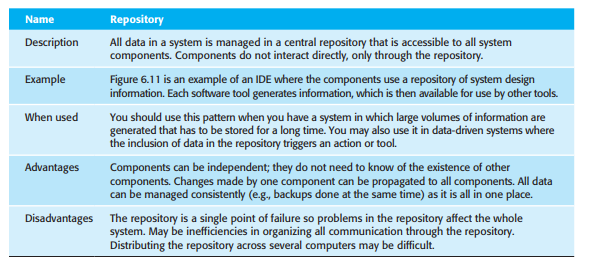 Name Repository
Description All data in a system is managed in a central repository that is accessible to all system
components. Components do not interact directly, only through the repository.
Example Figure 6.11 is an example of an IDE where the components use a repository of system design
information. Each software tool generates information, which is then available for use by other tools.
When used You should use this pattern when you have a system in which large volumes of information are
generated that has to be stored for a long time. You may also use it in data-driven systems where
the inclusion of data in the repository triggers an action or tool.
Advantages Components can be independent; they do not need to know of the existence of other
components. Changes made by one component can be propagated to all components. All data
can be managed consistently (e.g., backups done at the same time) as it is all in one place.
Disadvantages The repository is a single point of failure so problems in the repository affect the whole
system. May be inefficiencies in organizing all communication through the repository.
Distributing the repository across several computers may be difficult.